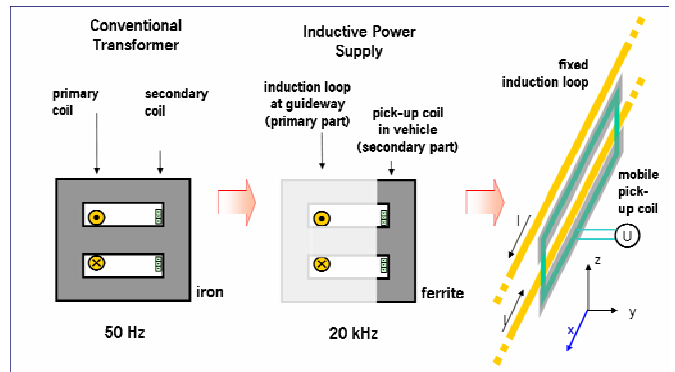 Conventional
Transformer
primary
coil
secondary
coil
iron
50 Hz
Inductive Power
Supply
induction loop
at guideway
(primary part)
pick-up coil
in vehicle
(secondary part)
ferrite
20 kHz
fixed
induction loop
mobile
pick-
up coil
I
U
I
z
y
x